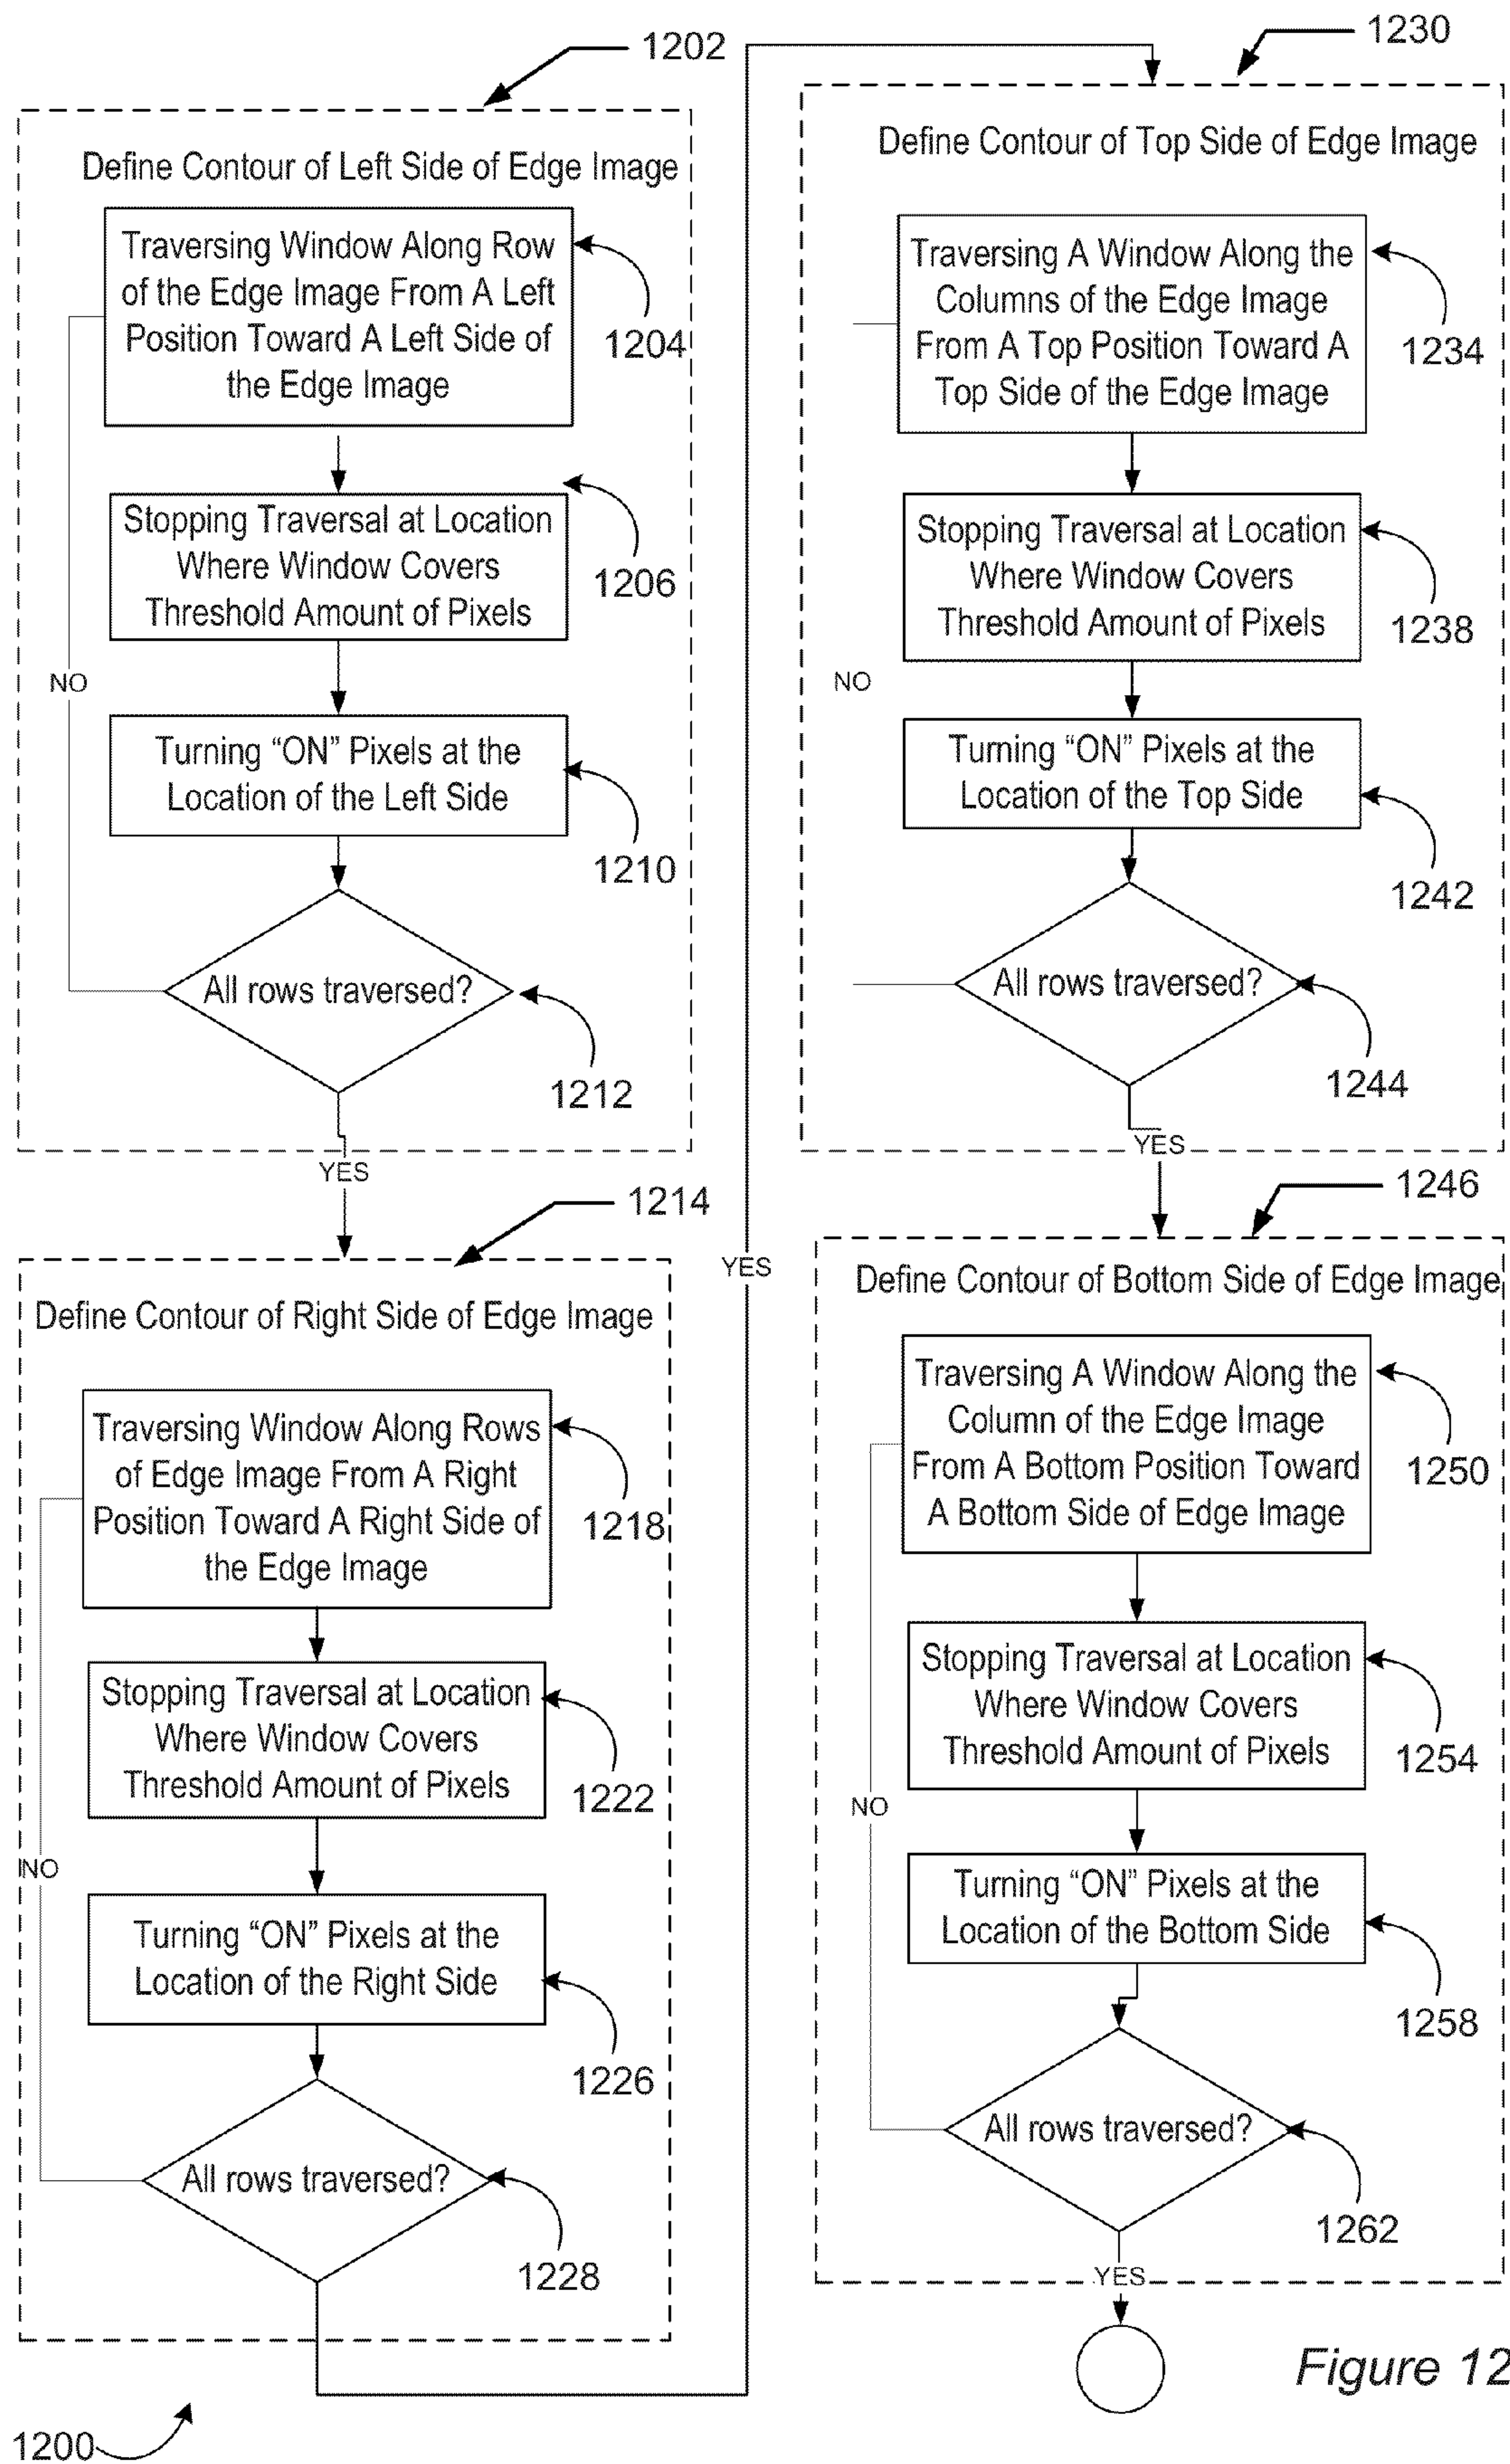 1202
Define Contour of Left Side of Edge Image
Traversing Window Along Row
of the Edge Image From A Left
Position Toward A Left Side of
the Edge Image
1204
Stopping Traversal at Location
Where Window Covers
Threshold Amount of Pixels
1206
NO
Turning “ON” Pixels at the
Location of the Left Side
1210
All rows traversed?
1212
YES
1214
Define Contour of Right Side of Edge Image
Traversing Window Along Rows
of Edge Image From A Right
Position Toward A Right Side of
the Edge Image
1218
Stopping Traversal at Location
Where Window Covers
Threshold Amount of Pixels
1222
NO
Turning “ON” Pixels at the
Location of the Right Side
1226
All rows traversed?
1228
YES
1230
Define Contour of Top Side of Edge Image
Traversing A Window Along the
Columns of the Edge Image
From A Top Position Toward A
Top Side of the Edge Image
1234
Stopping Traversal at Location
Where Window Covers
Threshold Amount of Pixels
1238
NO
Turning “ON” Pixels at the
Location of the Top Side
1242
All rows traversed?
1244
YES
1246
Define Contour of Bottom Side of Edge Image
Traversing A Window Along the
Column of the Edge Image
From A Bottom Position Toward
A Bottom Side of Edge Image
1250
Stopping Traversal at Location
Where Window Covers
Threshold Amount of Pixels
1254
NO
Turning “ON” Pixels at the
Location of the Bottom Side
1258
All rows traversed?
1262
YES
Figure 12
1200